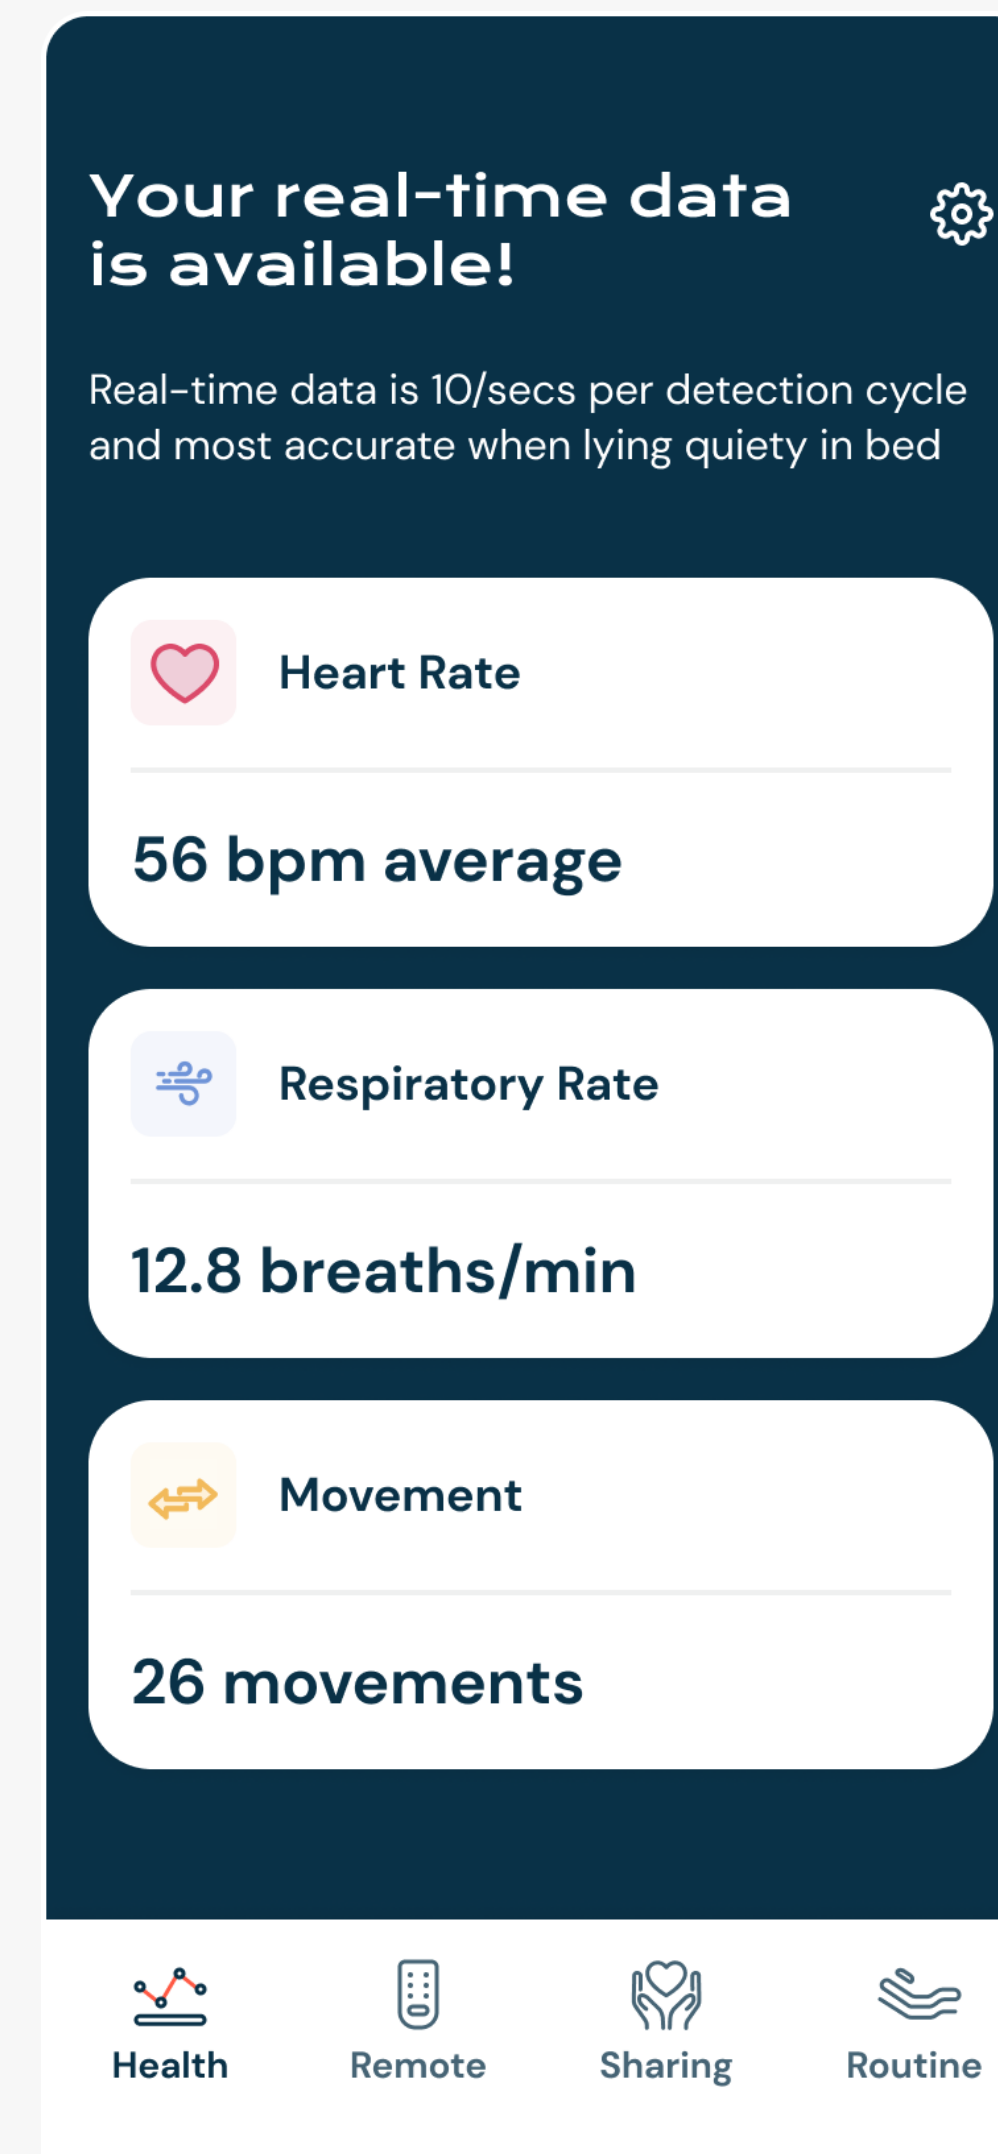 Your real-time data
is available!
Real-time data is 10/secs per detection cycle
and most accurate when lying quiety in bed
Heart Rate
56 bpm average
Respiratory Rate
12.8 breaths/min
Movement
26 movements
Health
Remote
Sharing
Routine